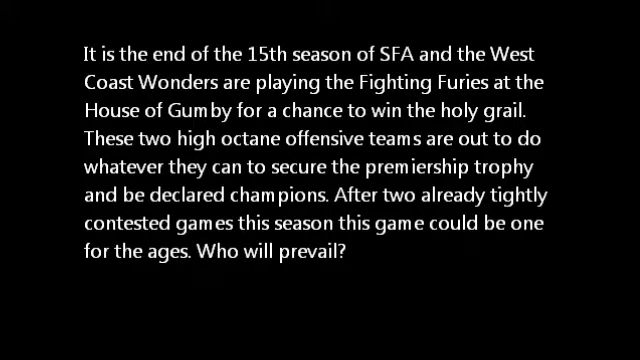 It is the end of the 15th season of SFA and the West
Coast Wonders are playing the Fighting Furies at the
House of Gumby for a chance to win the holy grail.
These two high octane offensive teams are out to do
whatever they can to secure the premiership trophy
and be declared champions. After two already tightly
contested games this season this game could be one
for the ages. Who will prevail?